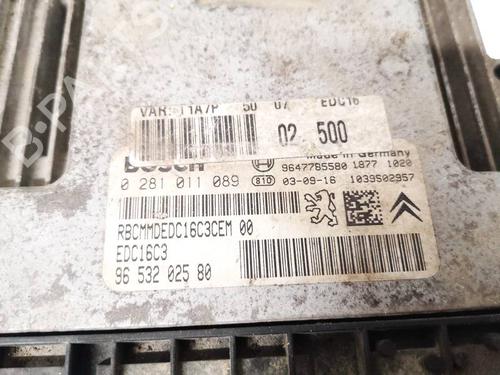 VAR: 11A7P 50 07 EDC16
02 500
BOSCH
Made in Germany
9647785580 1877 1020
0 281 011 089 810 03-09-16 1039S02957
RBCMMDEDC16C3CEM 00
EDC16C3
96 532 025 80